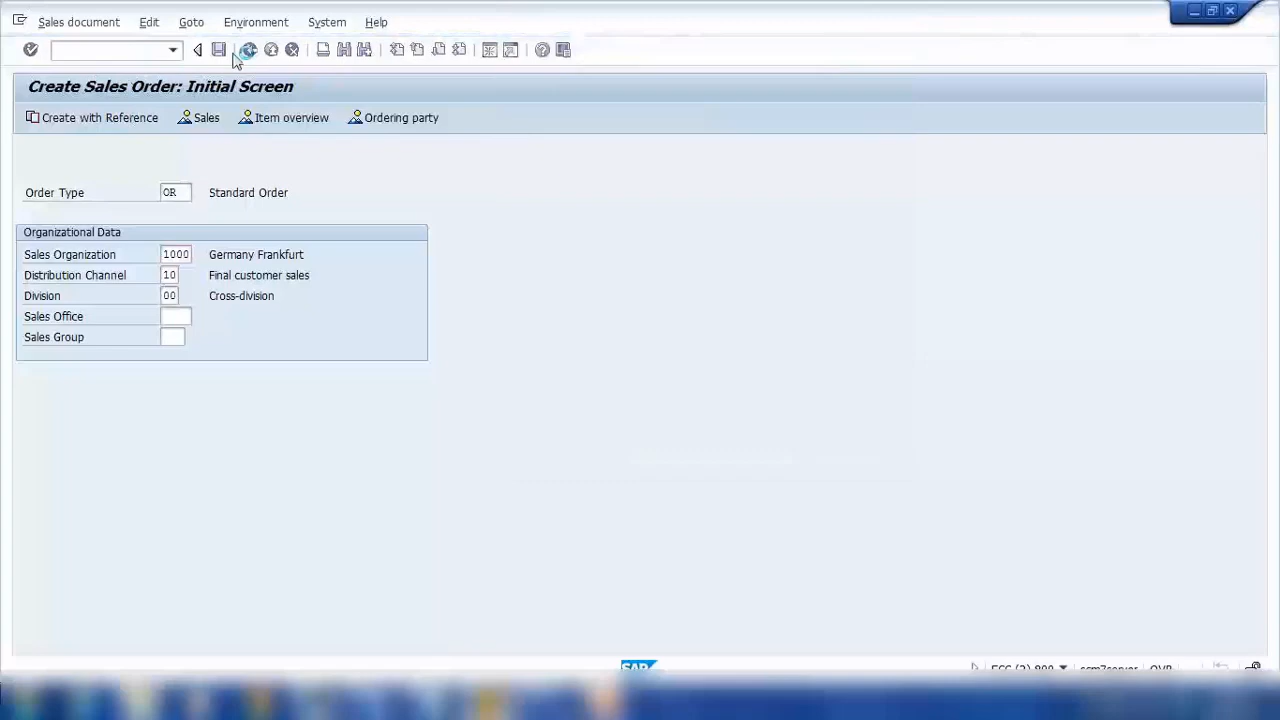 Sales document Edit Goto Environment System Help
Create Sales Order: Initial Screen
Create with Reference Sales Item overview Ordering party
Order Type OR Standard Order
Organizational Data
Sales Organization 1000 Germany Frankfurt
Distribution Channel 10 Final customer sales
Division 00 Cross-division
Sales Office
Sales Group
SAP